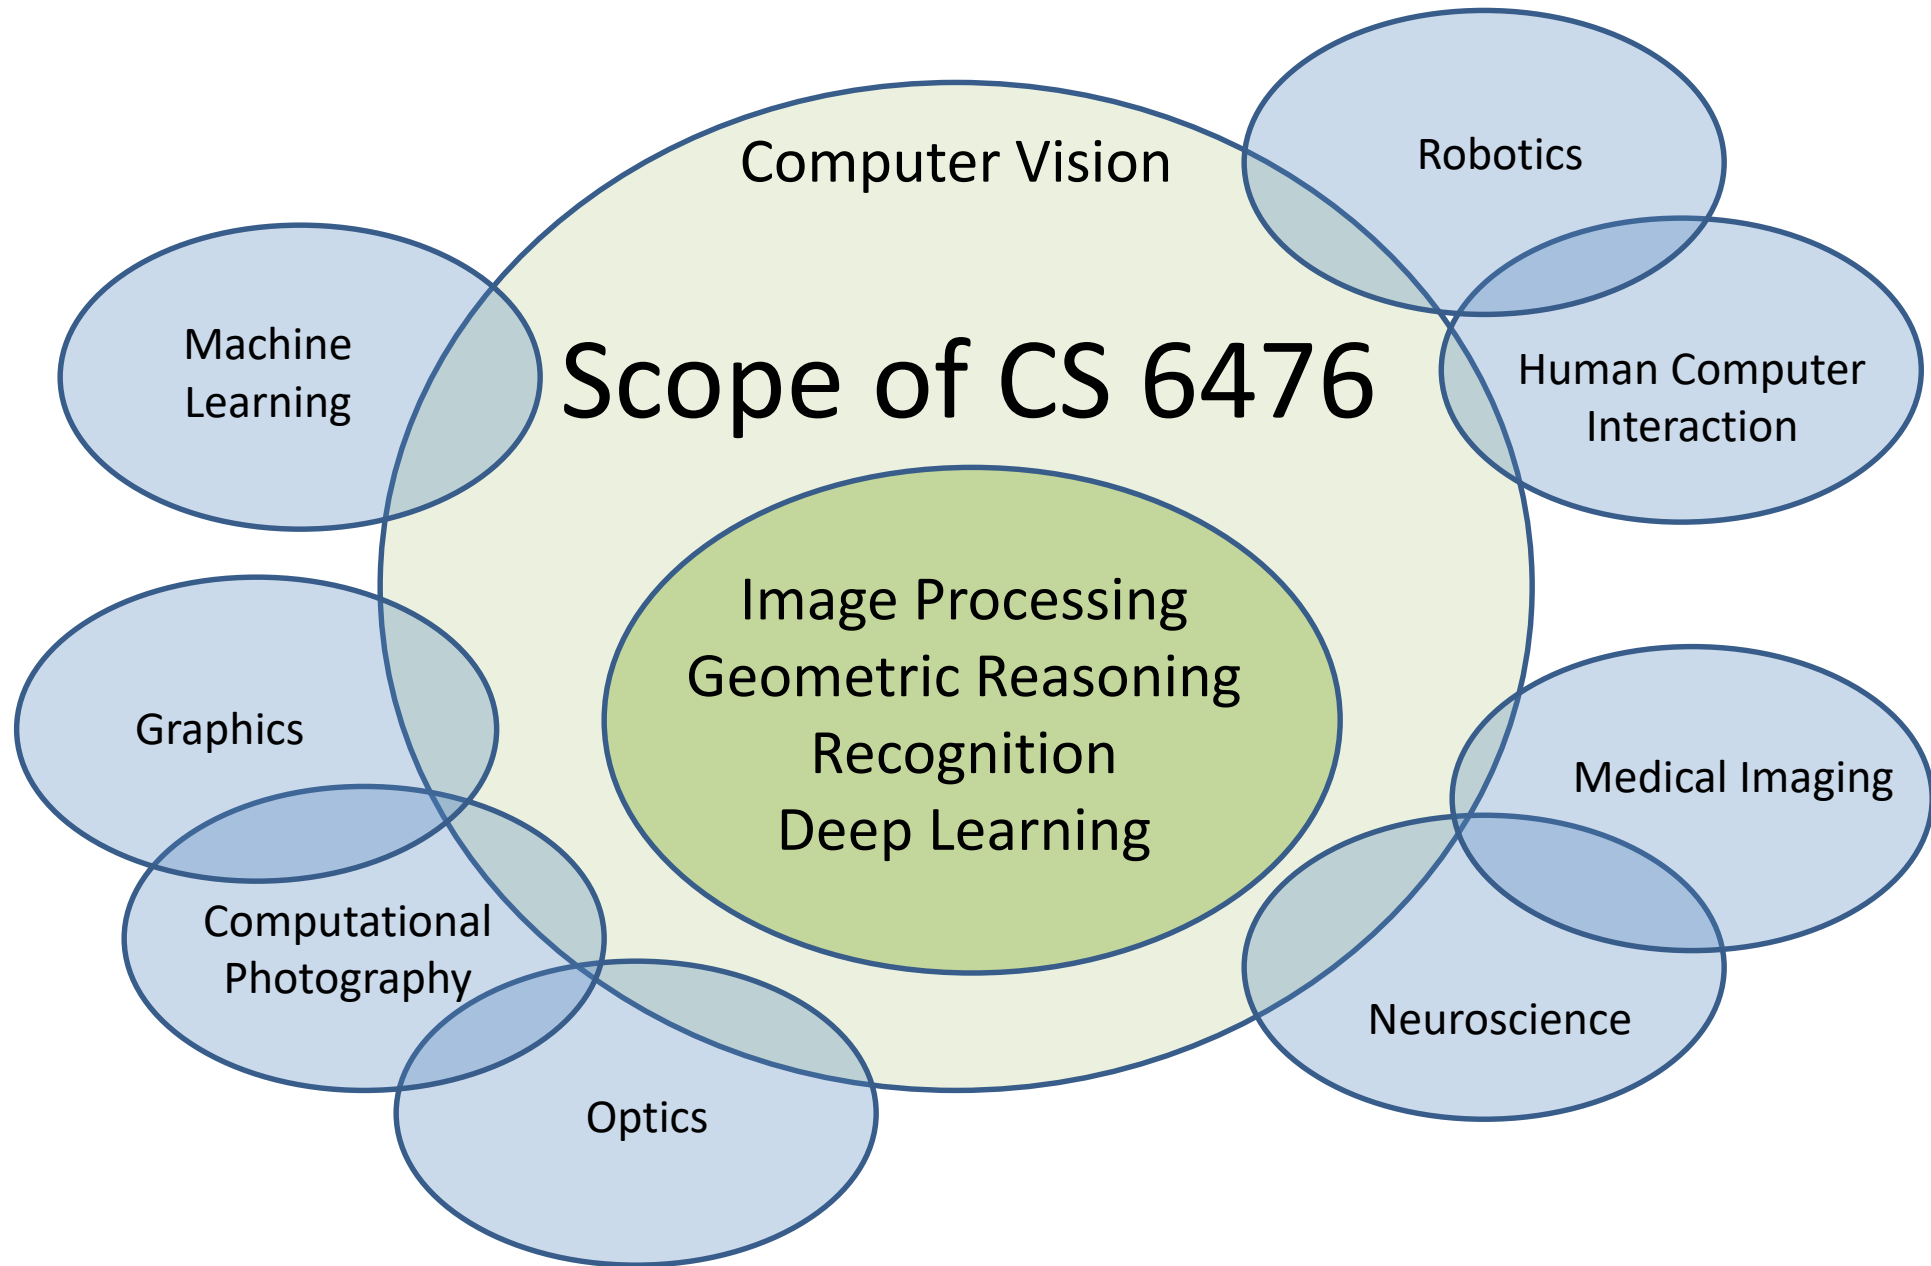 Computer Vision
Robotics
Machine
Learning
Scope of CS 6476
Human Computer
Interaction
Image Processing
Geometric Reasoning
Recognition
Deep Learning
Graphics
Medical Imaging
Computational
Photography
Neuroscience
Optics